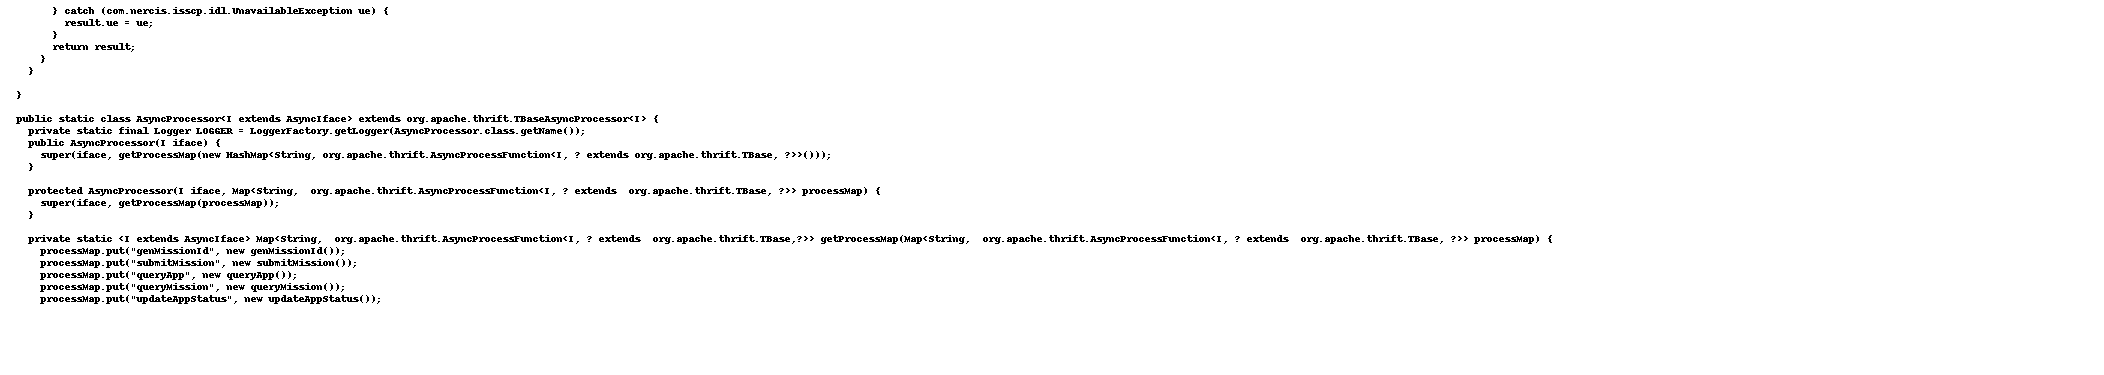 } catch (com.nercis.isscp.idl.UnavailableException ue) {
        result.ue = ue;
      }
      return result;
    }
  }

}

public static class AsyncProcessor<I extends AsyncIface> extends org.apache.thrift.TBaseAsyncProcessor<I> {
  private static final Logger LOGGER = LoggerFactory.getLogger(AsyncProcessor.class.getName());
  public AsyncProcessor(I iface) {
    super(iface, getProcessMap(new HashMap<String, org.apache.thrift.AsyncProcessFunction<I, ? extends org.apache.thrift.TBase, ?>>()));
  }

  protected AsyncProcessor(I iface, Map<String,  org.apache.thrift.AsyncProcessFunction<I, ? extends  org.apache.thrift.TBase, ?>> processMap) {
    super(iface, getProcessMap(processMap));
  }

  private static <I extends AsyncIface> Map<String,  org.apache.thrift.AsyncProcessFunction<I, ? extends  org.apache.thrift.TBase,?>> getProcessMap(Map<String,  org.apache.thrift.AsyncProcessFunction<I, ? extends  org.apache.thrift.TBase, ?>> processMap) {
    processMap.put("genMissionId", new genMissionId());
    processMap.put("submitMission", new submitMission());
    processMap.put("queryApp", new queryApp());
    processMap.put("queryMission", new queryMission());
    processMap.put("updateAppStatus", new updateAppStatus());